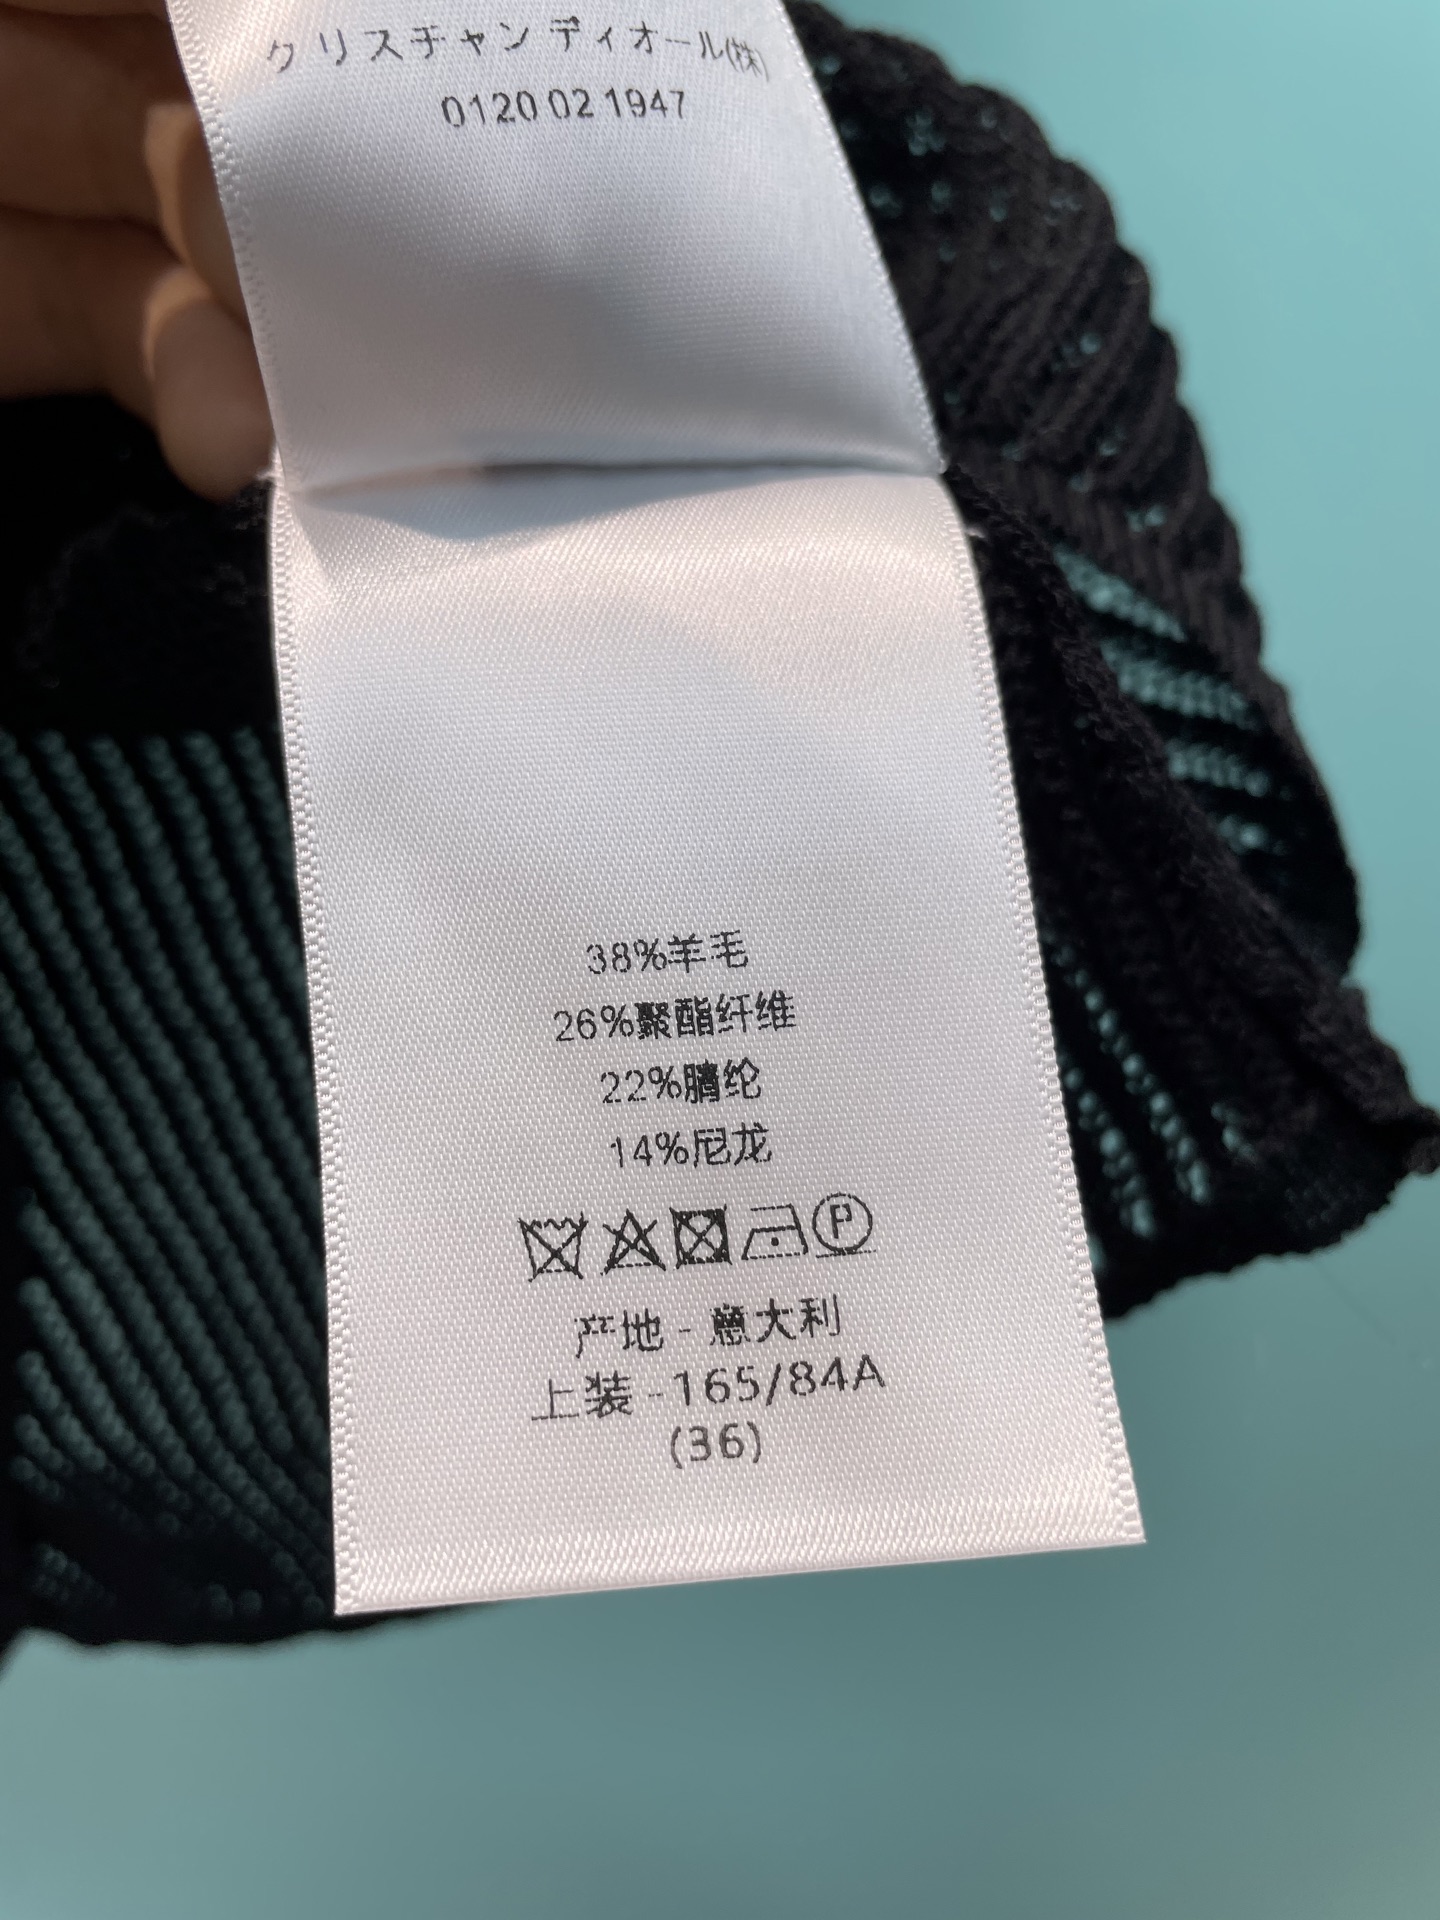 クリスチャン ディオール(株)
0120 02 1947
38%羊毛
26%聚酯纤维
22%腈纶
14%尼龙
P
产地 - 意大利
上装 - 165/84A
(36)